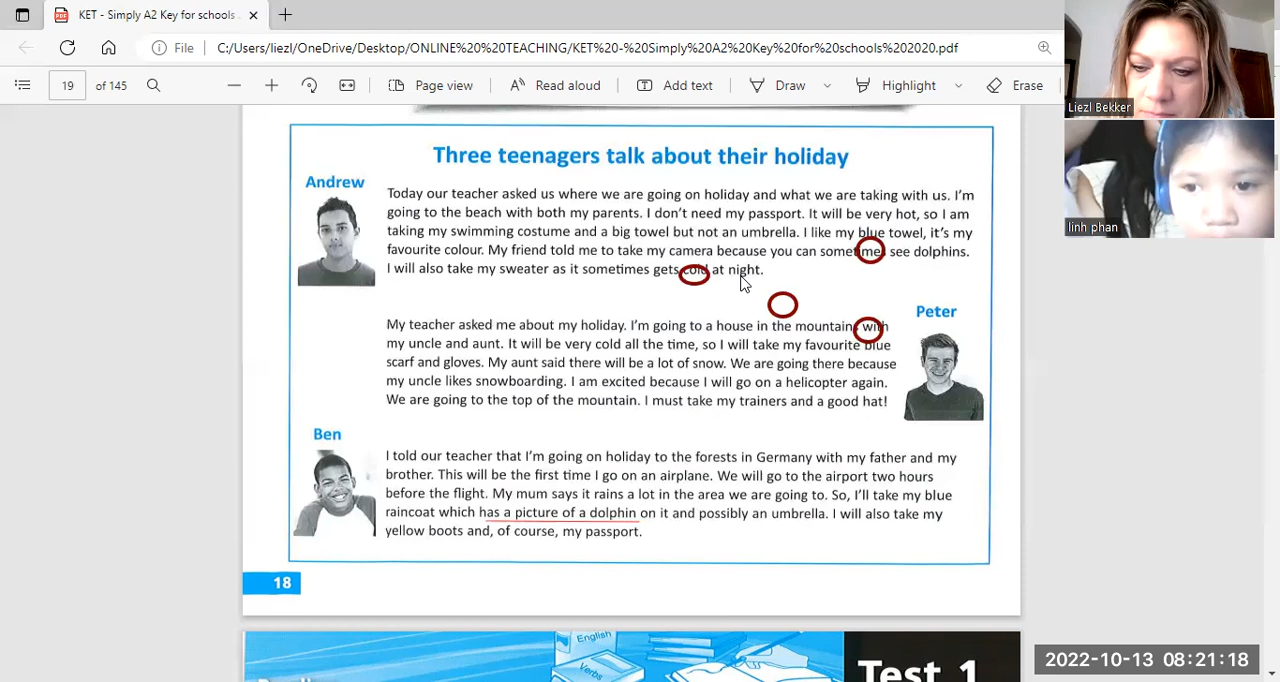 KET - Simply A2 Key for schools
File
C:/Users/liezl/OneDrive/Desktop/ONLINE%20%20TEACHING/KET%20-%20Simply%20A2%20Key%20for%20schools%202020.pdf
19 of 145
Page view
Read aloud
Add text
Draw
Highlight
Erase
Liezl Bekker
linh phan
Three teenagers talk about their holiday
Andrew
Today our teacher asked us where we are going on holiday and what we are taking with us. I'm
going to the beach with both my parents. I don't need my passport. It will be very hot, so I am
taking my swimming costume and a big towel but not an umbrella. I like my blue towel, it's my
favourite colour. My friend told me to take my camera because you can sometimes see dolphins.
I will also take my sweater as it sometimes gets cold at night.
Peter
My teacher asked me about my holiday. I'm going to a house in the mountains with
my uncle and aunt. It will be very cold all the time, so I will take my favourite blue
scarf and gloves. My aunt said there will be a lot of snow. We are going there because
my uncle likes snowboarding. I am excited because I will go on a helicopter again.
We are going to the top of the mountain. I must take my trainers and a good hat!
Ben
I told our teacher that I'm going on holiday to the forests in Germany with my father and my
brother. This will be the first time I go on an airplane. We will go to the airport two hours
before the flight. My mum says it rains a lot in the area we are going to. So, I'll take my blue
raincoat which has a picture of a dolphin on it and possibly an umbrella. I will also take my
yellow boots and, of course, my passport.
18
English
Verbs
Test 1
2022-10-13 08:21:18